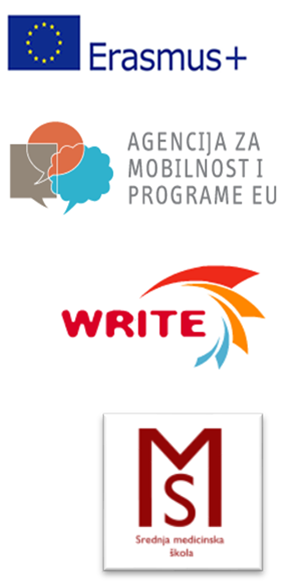 Erasmus+
AGENCIJA ZA
MOBILNOST I
PROGRAME EU
WRITE
MS
Srednja medicinska
škola